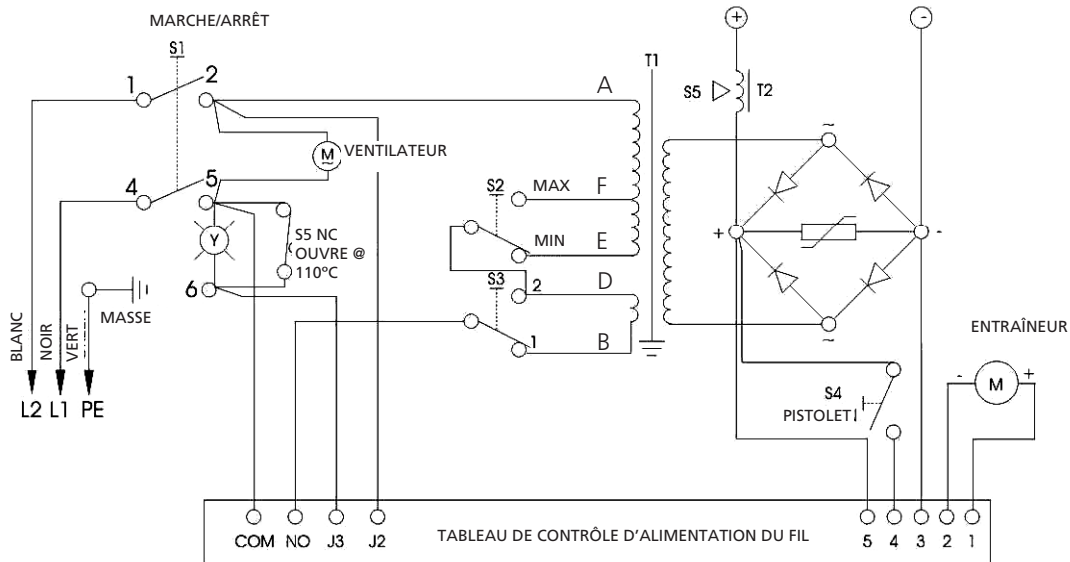 MARCHE/ARRÊT
S1
1
2
4
5
6
Y
M
~
VENTILATEUR
S5 NC
OUVRE @
110°C
MASSE
BLANC
NOIR
VERT
L2 L1 PE
S2
MAX
MIN
S3
2
1
A
F
E
D
B
T1
+
-
S5
T2
~
+
-
~
S4
PISTOLET
ENTRAÎNEUR
- M +
COM NO J3 J2
TABLEAU DE CONTRÔLE D'ALIMENTATION DU FIL
5 4 3 2 1